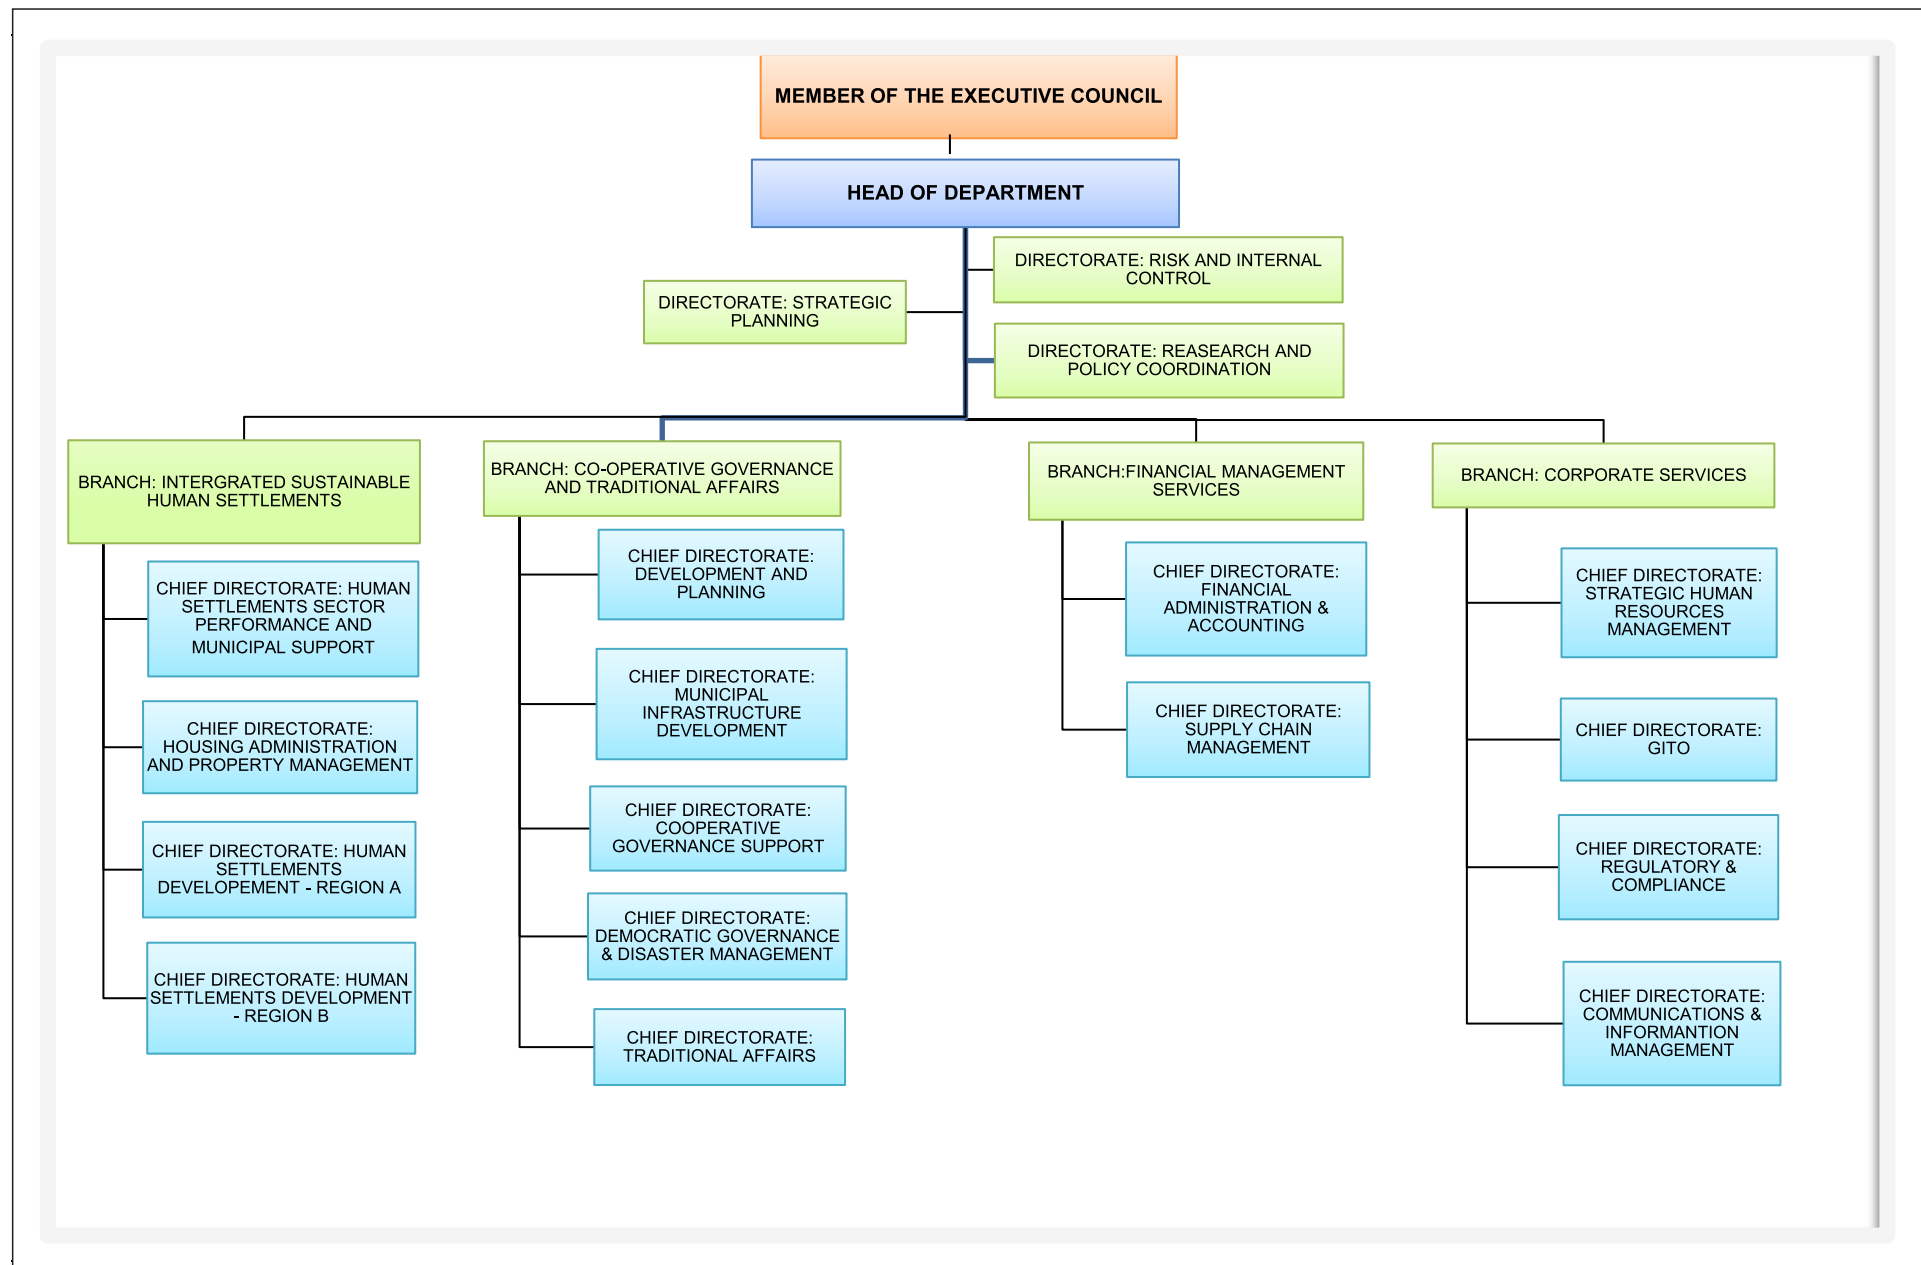 MEMBER OF THE EXECUTIVE COUNCIL
HEAD OF DEPARTMENT
DIRECTORATE: RISK AND INTERNAL
CONTROL
DIRECTORATE: STRATEGIC
PLANNING
DIRECTORATE: REASEARCH AND
POLICY COORDINATION
BRANCH: INTERGRATED SUSTAINABLE
HUMAN SETTLEMENTS
CHIEF DIRECTORATE: HUMAN
SETTLEMENTS SECTOR
PERFORMANCE AND
MUNICIPAL SUPPORT
CHIEF DIRECTORATE:
HOUSING ADMINISTRATION
AND PROPERTY MANAGEMENT
CHIEF DIRECTORATE: HUMAN
SETTLEMENTS
DEVELOPEMENT - REGION A
CHIEF DIRECTORATE: HUMAN
SETTLEMENTS DEVELOPMENT
- REGION B
BRANCH: CO-OPERATIVE GOVERNANCE
AND TRADITIONAL AFFAIRS
CHIEF DIRECTORATE:
DEVELOPMENT AND
PLANNING
CHIEF DIRECTORATE:
MUNICIPAL
INFRASTRUCTURE
DEVELOPMENT
CHIEF DIRECTORATE:
COOPERATIVE
GOVERNANCE SUPPORT
CHIEF DIRECTORATE:
DEMOCRATIC GOVERNANCE
& DISASTER MANAGEMENT
CHIEF DIRECTORATE:
TRADITIONAL AFFAIRS
BRANCH:FINANCIAL MANAGEMENT
SERVICES
CHIEF DIRECTORATE:
FINANCIAL
ADMINISTRATION &
ACCOUNTING
CHIEF DIRECTORATE:
SUPPLY CHAIN
MANAGEMENT
BRANCH: CORPORATE SERVICES
CHIEF DIRECTORATE:
STRATEGIC HUMAN
RESOURCES
MANAGEMENT
CHIEF DIRECTORATE:
GITO
CHIEF DIRECTORATE:
REGULATORY &
COMPLIANCE
CHIEF DIRECTORATE:
COMMUNICATIONS &
INFORMANTION
MANAGEMENT